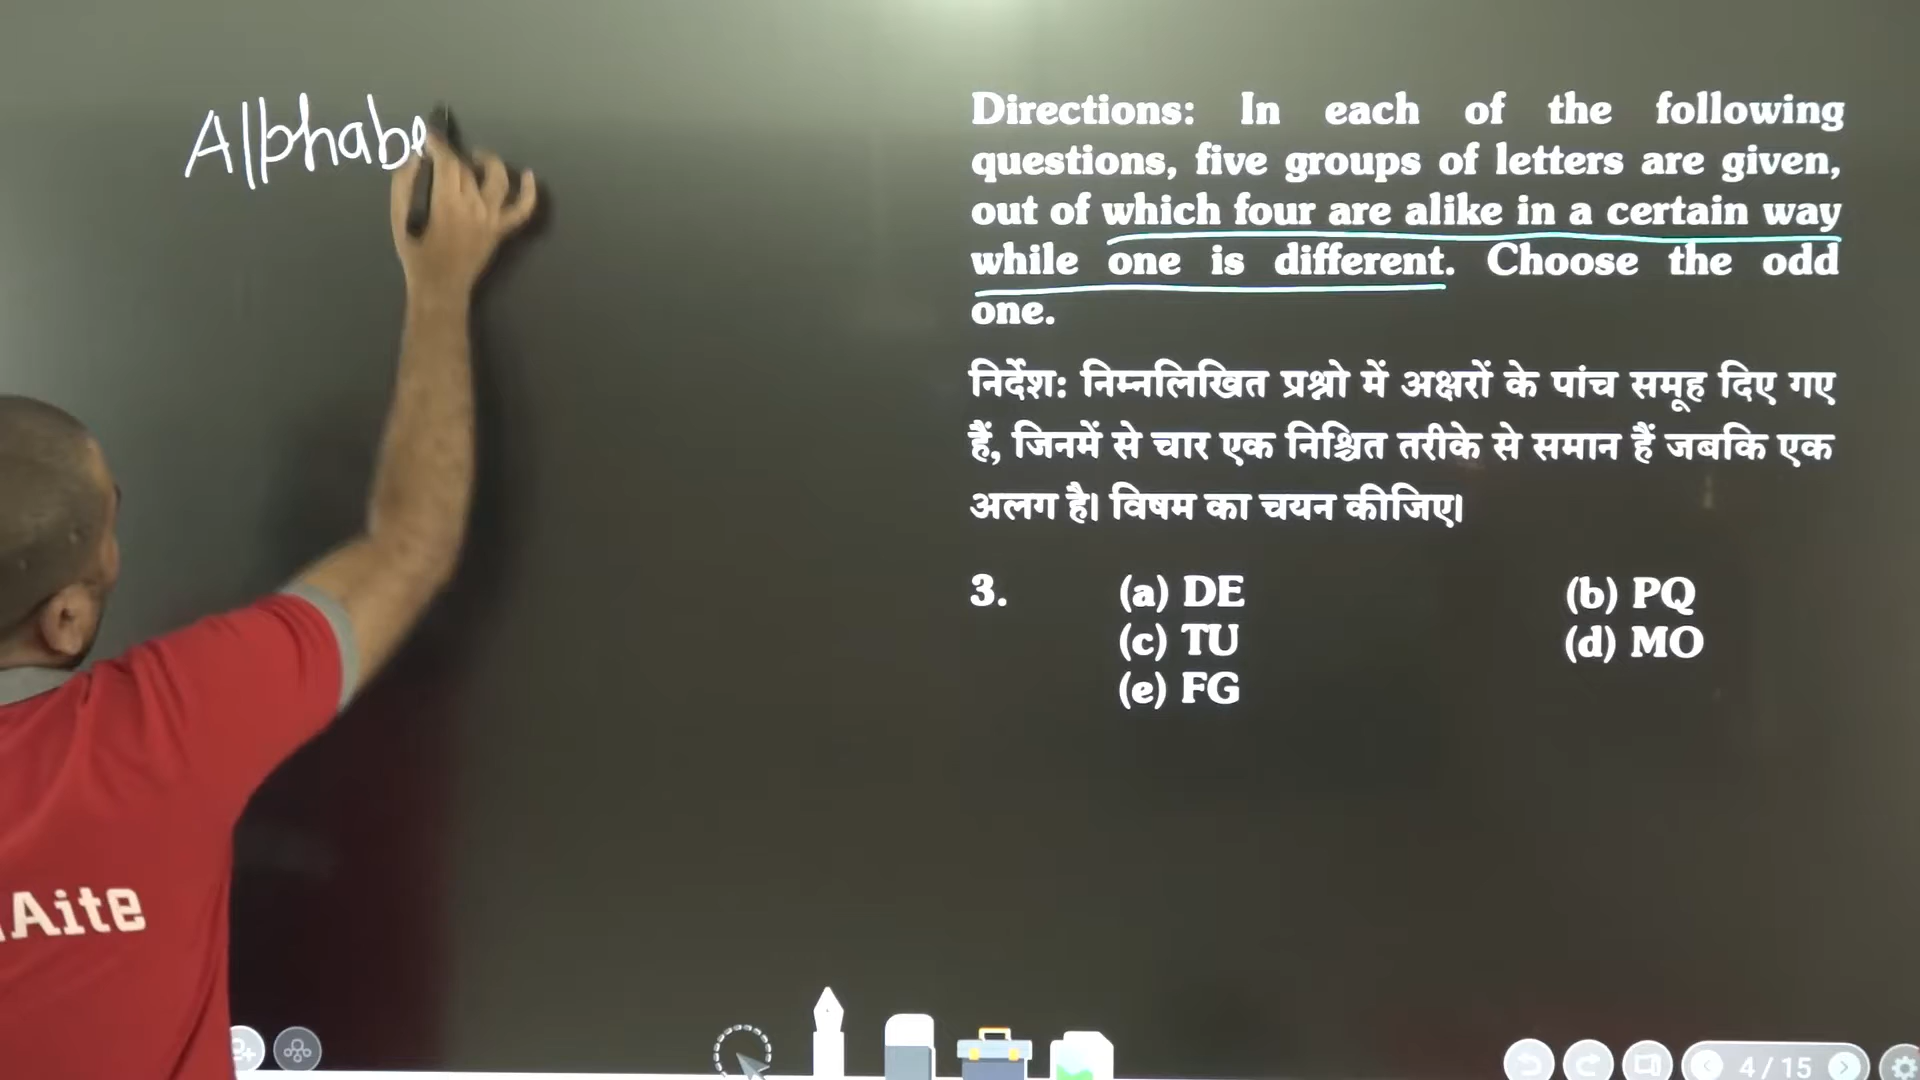 Alphabe
Directions: In each of the following
questions, five groups of letters are given,
out of which four are alike in a certain way
while one is different. Choose the odd
one.
निर्देश: निम्नलिखित प्रश्नो में अक्षरों के पांच समूह दिए गए
हैं, जिनमें से चार एक निश्चित तरीके से समान हैं जबकि एक
अलग है। विषम का चयन कीजिए।
3. (a) DE (b) PQ
(c) TU (d) MO
(e) FG
Aite
4 / 15